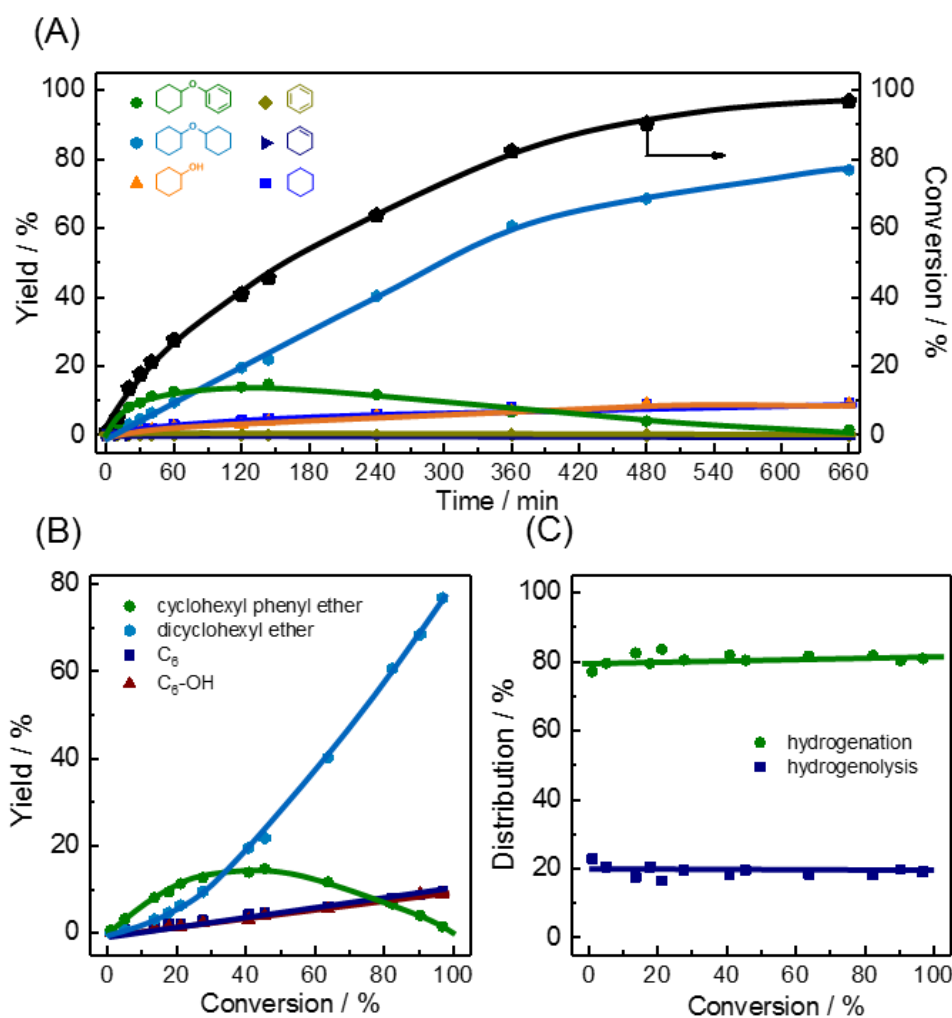 (A)
100
80
60
40
20
0
Yield / %
O
O
OH
100
80
60
40
20
0
Conversion / %
0 60 120 180 240 300 360 420 480 540 600 660
Time / min
(B)
80
60
40
20
0
Yield / %
cyclohexyl phenyl ether
dicyclohexyl ether
C₆
C₆-OH
0 20 40 60 80 100
Conversion / %
(C)
100
80
60
40
20
0
Distribution / %
hydrogenation
hydrogenolysis
0 20 40 60 80 100
Conversion / %